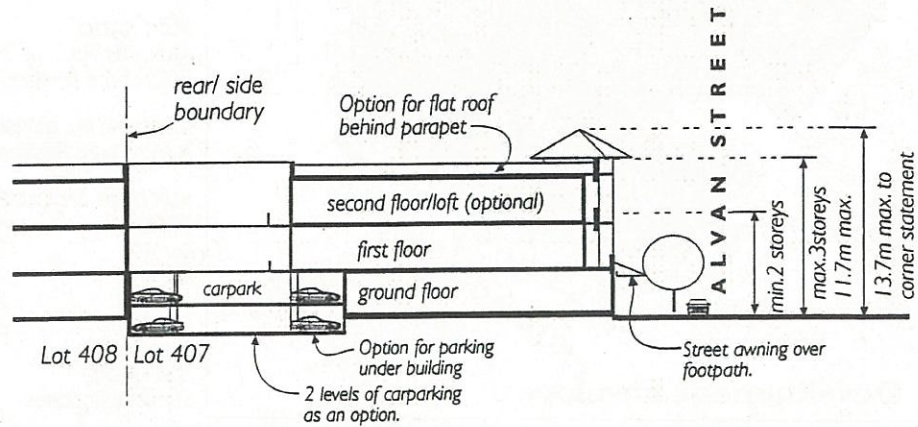 rear/ side
boundary
Option for flat roof
behind parapet
second floor/loft (optional)
first floor
carpark
ground floor
Lot 408
Lot 407
Option for parking
under building
2 levels of carparking
as an option.
Street awning over
footpath.
ALVAN STREET
min.2 storeys
max.3storeys
11.7m max.
13.7m max. to
corner statement